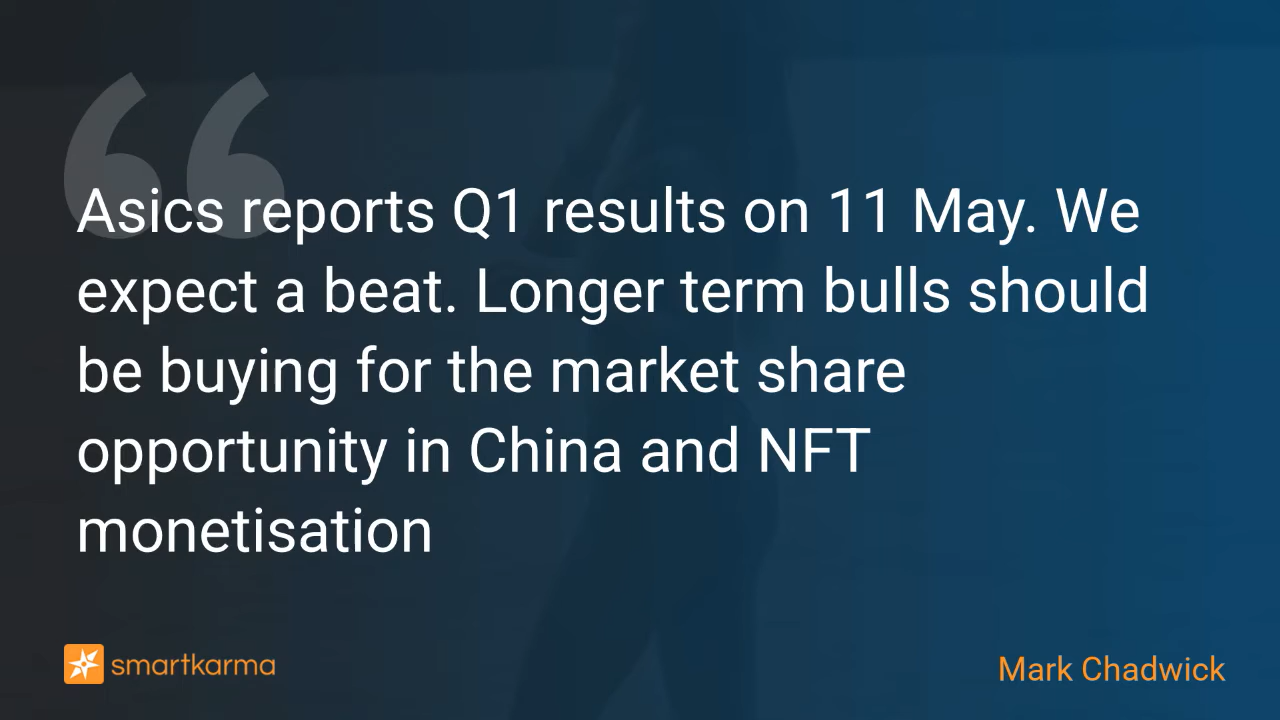 Asics reports Q1 results on 11 May. We
expect a beat. Longer term bulls should
be buying for the market share
opportunity in China and NFT
monetisation
smartkarma
Mark Chadwick